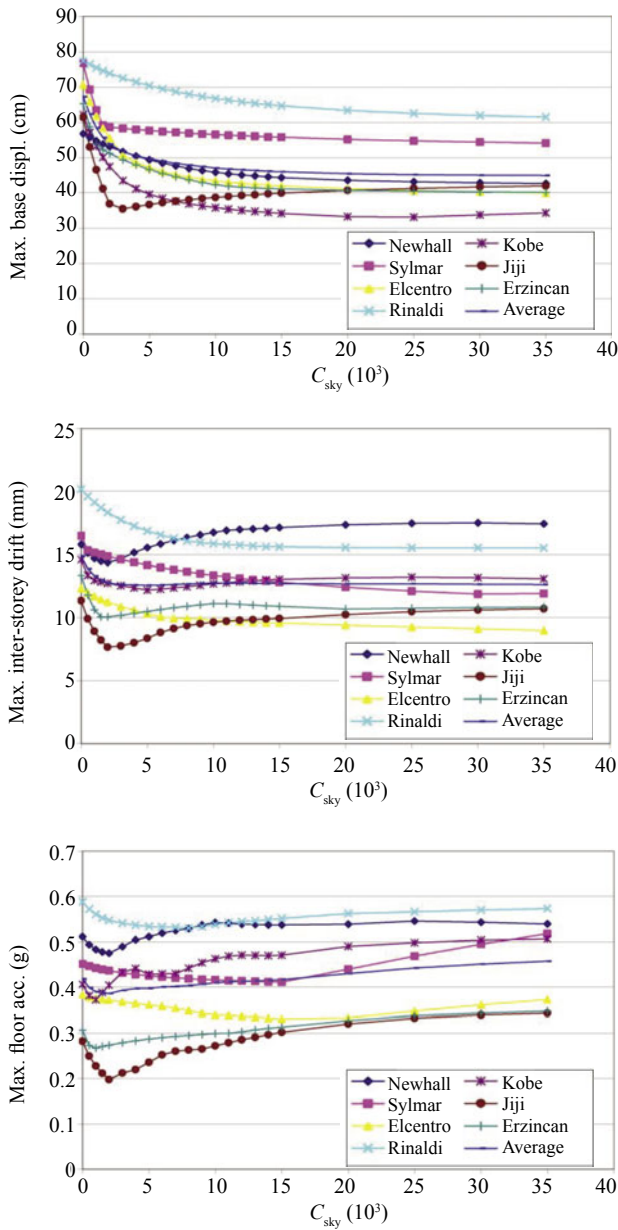 90
80
70
60
50
40
30
20
10
0
Max. base displ. (cm)
0 5 10 15 20 25 30 35 40
C_sky (10³)
Newhall Kobe
Sylmar Jiji
Elcentro Erzincan
Rinaldi Average
25
20
15
10
5
0
Max. inter-storey drift (mm)
0 5 10 15 20 25 30 35 40
C_sky (10³)
Newhall Kobe
Sylmar Jiji
Elcentro Erzincan
Rinaldi Average
0.7
0.6
0.5
0.4
0.3
0.2
0.1
0
Max. floor acc. (g)
0 5 10 15 20 25 30 35 40
C_sky (10³)
Newhall Kobe
Sylmar Jiji
Elcentro Erzincan
Rinaldi Average